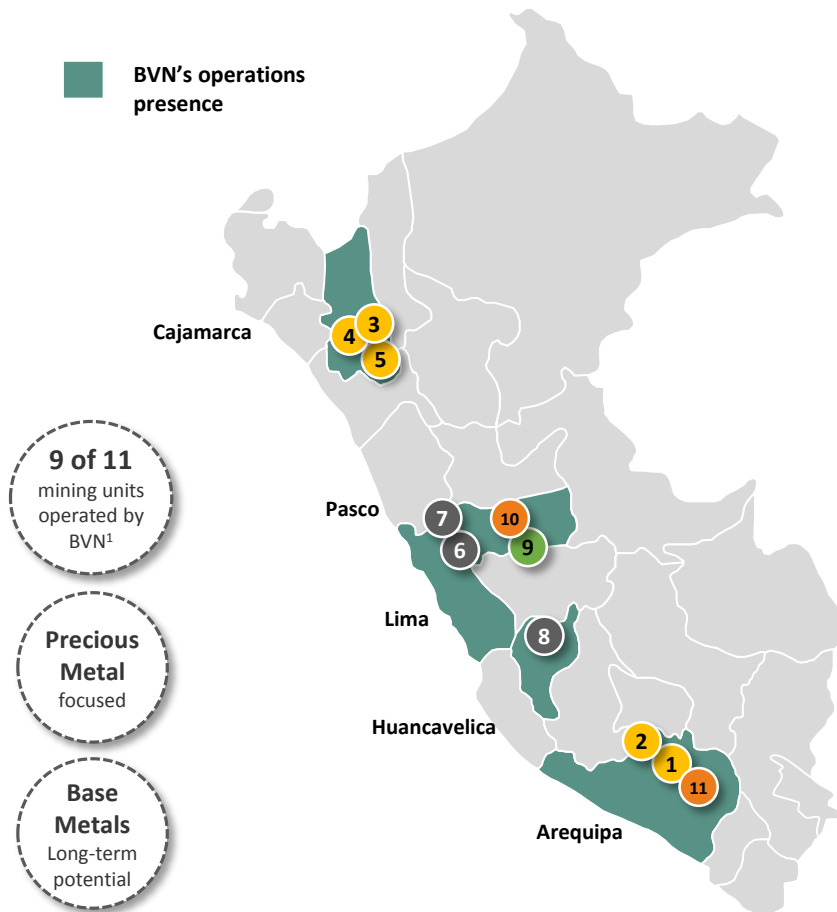 BVN's operations
presence
Cajamarca
3
4
5
9 of 11
mining units
operated by
BVN1
Pasco
7
10
6
9
Lima
8
Precious
Metal
focused
Huancavelica
2
1
11
Base
Metals
Long-term
potential
Arequipa